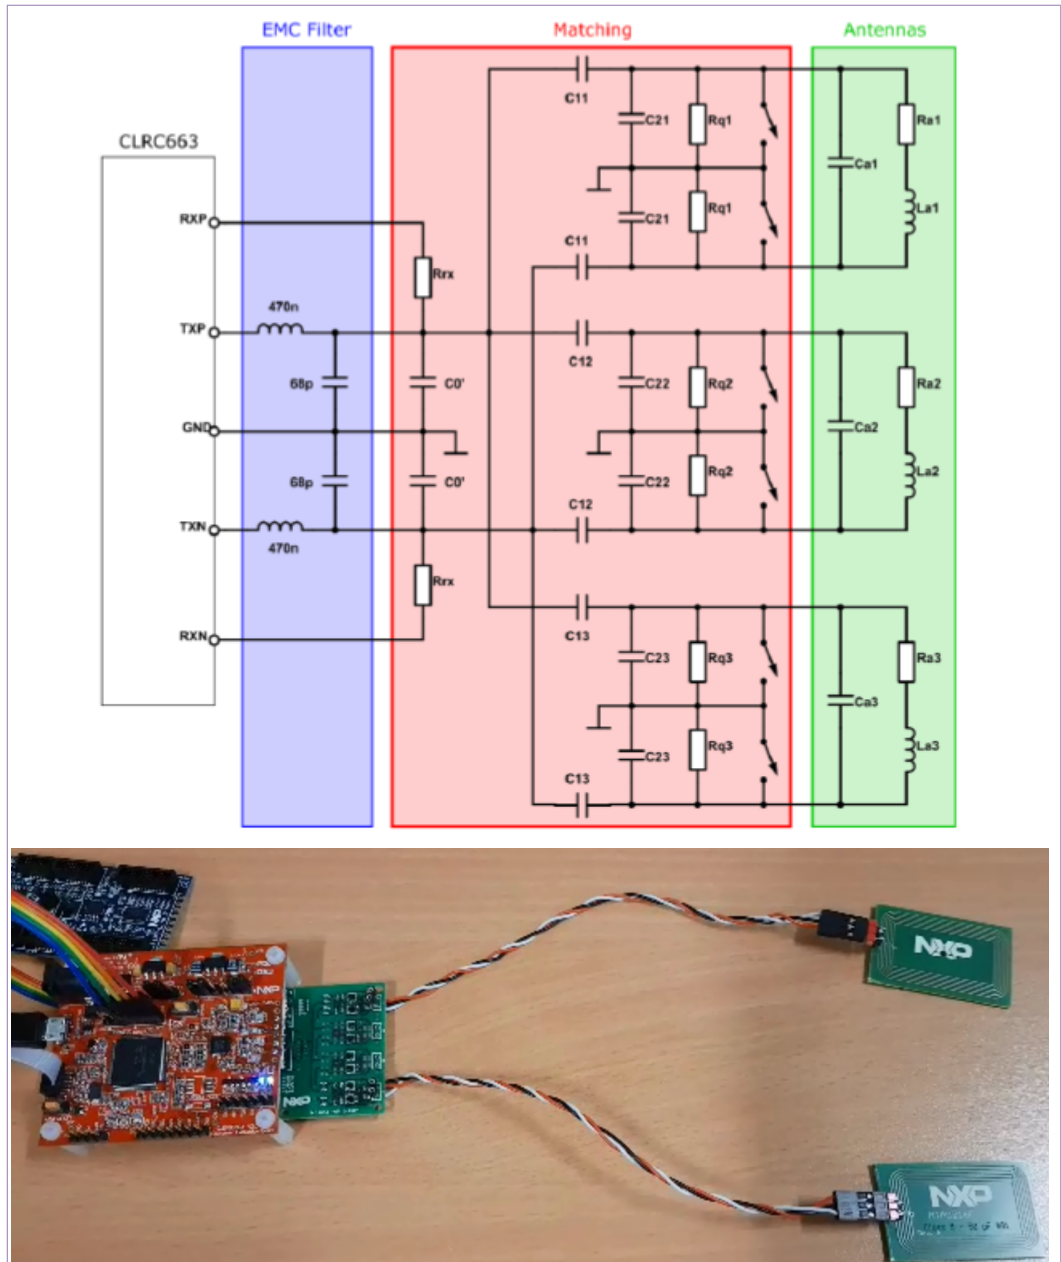 EMC Filter
Matching
Antennas
CLRC663
C11
C21
Rq1
Ra1
Ca1
RXP
C21
Rq1
La1
C11
Rrx
470n
TXP
C12
68p
C0'
C22
Rq2
Ra2
GND
Ca2
68p
C0'
C22
Rq2
La2
C12
TXN
470n
Rrx
RXN
C13
C23
Rq3
Ra3
Ca3
C23
Rq3
La3
C13
NXP
NXP
NXP
NXP